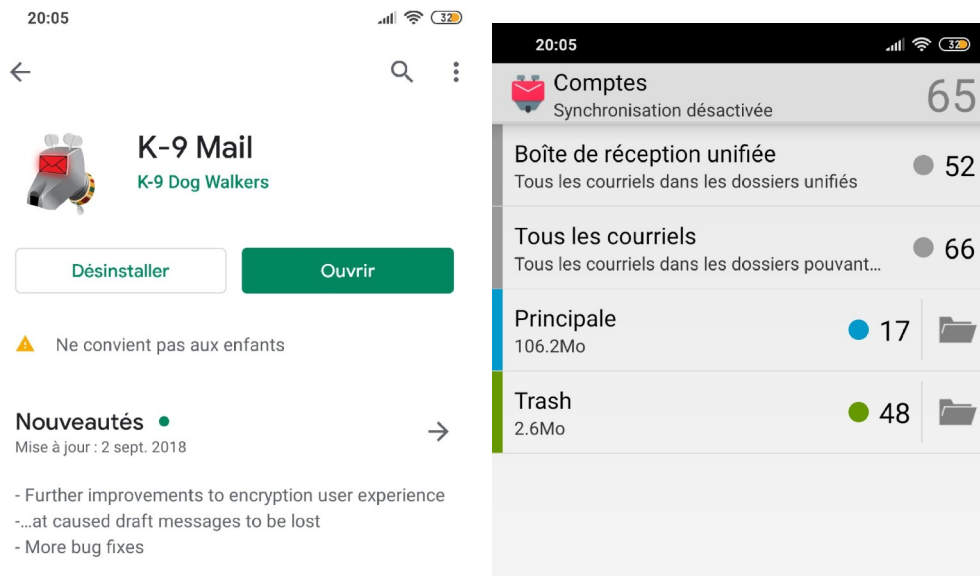 20:05
32
K-9 Mail
K-9 Dog Walkers
Désinstaller
Ouvrir
Ne convient pas aux enfants
Nouveautés
Mise à jour : 2 sept. 2018
- Further improvements to encryption user experience
-...at caused draft messages to be lost
- More bug fixes
20:05
32
Comptes
Synchronisation désactivée
65
Boîte de réception unifiée
Tous les courriels dans les dossiers unifiés
52
Tous les courriels
Tous les courriels dans les dossiers pouvant...
66
Principale
106.2Mo
17
Trash
2.6Mo
48